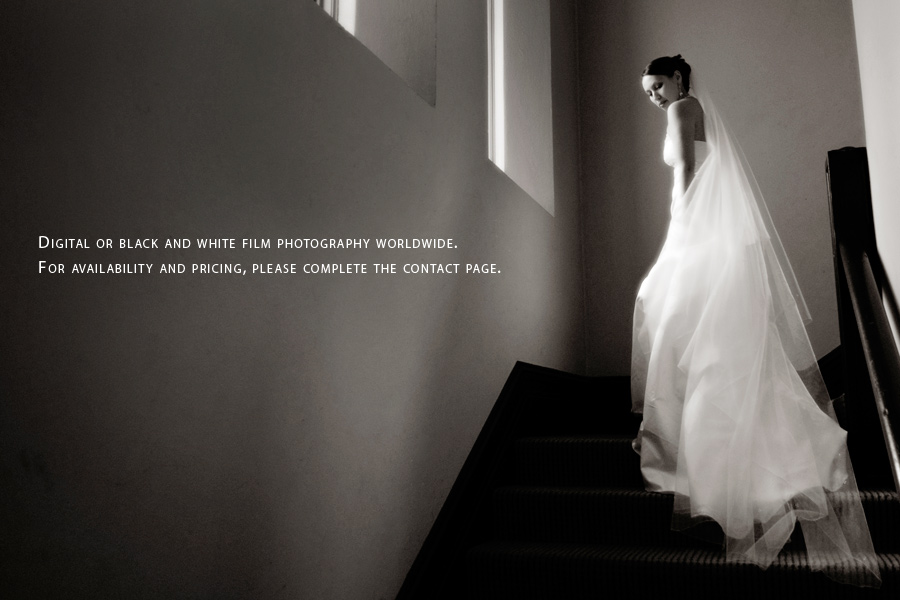 Digital or black and white film photography worldwide.
For availability and pricing, please complete the contact page.